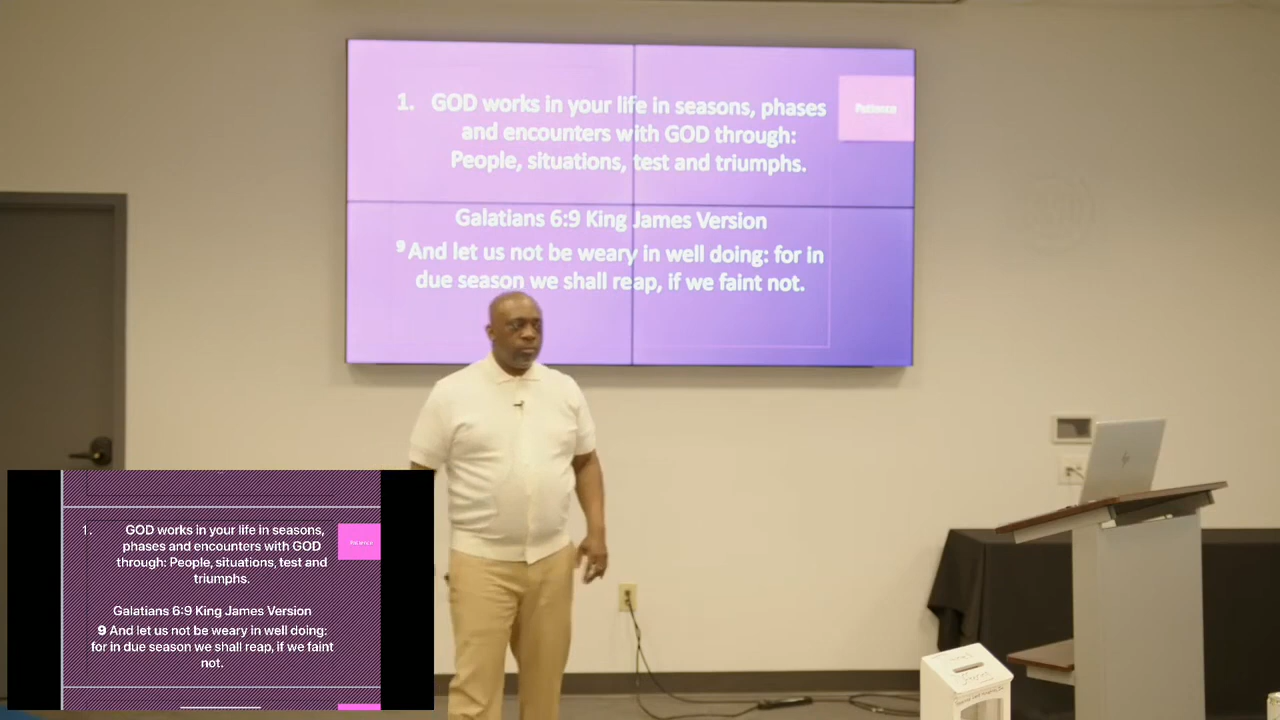 1. GOD works in your life in seasons, phases
and encounters with GOD through:
People, situations, test and triumphs.
Patience
Galatians 6:9 King James Version
9 And let us not be weary in well doing: for in
due season we shall reap, if we faint not.
1. GOD works in your life in seasons,
phases and encounters with GOD
through: People, situations, test and
triumphs.
Patience
Galatians 6:9 King James Version
9 And let us not be weary in well doing:
for in due season we shall reap, if we faint
not.
hp